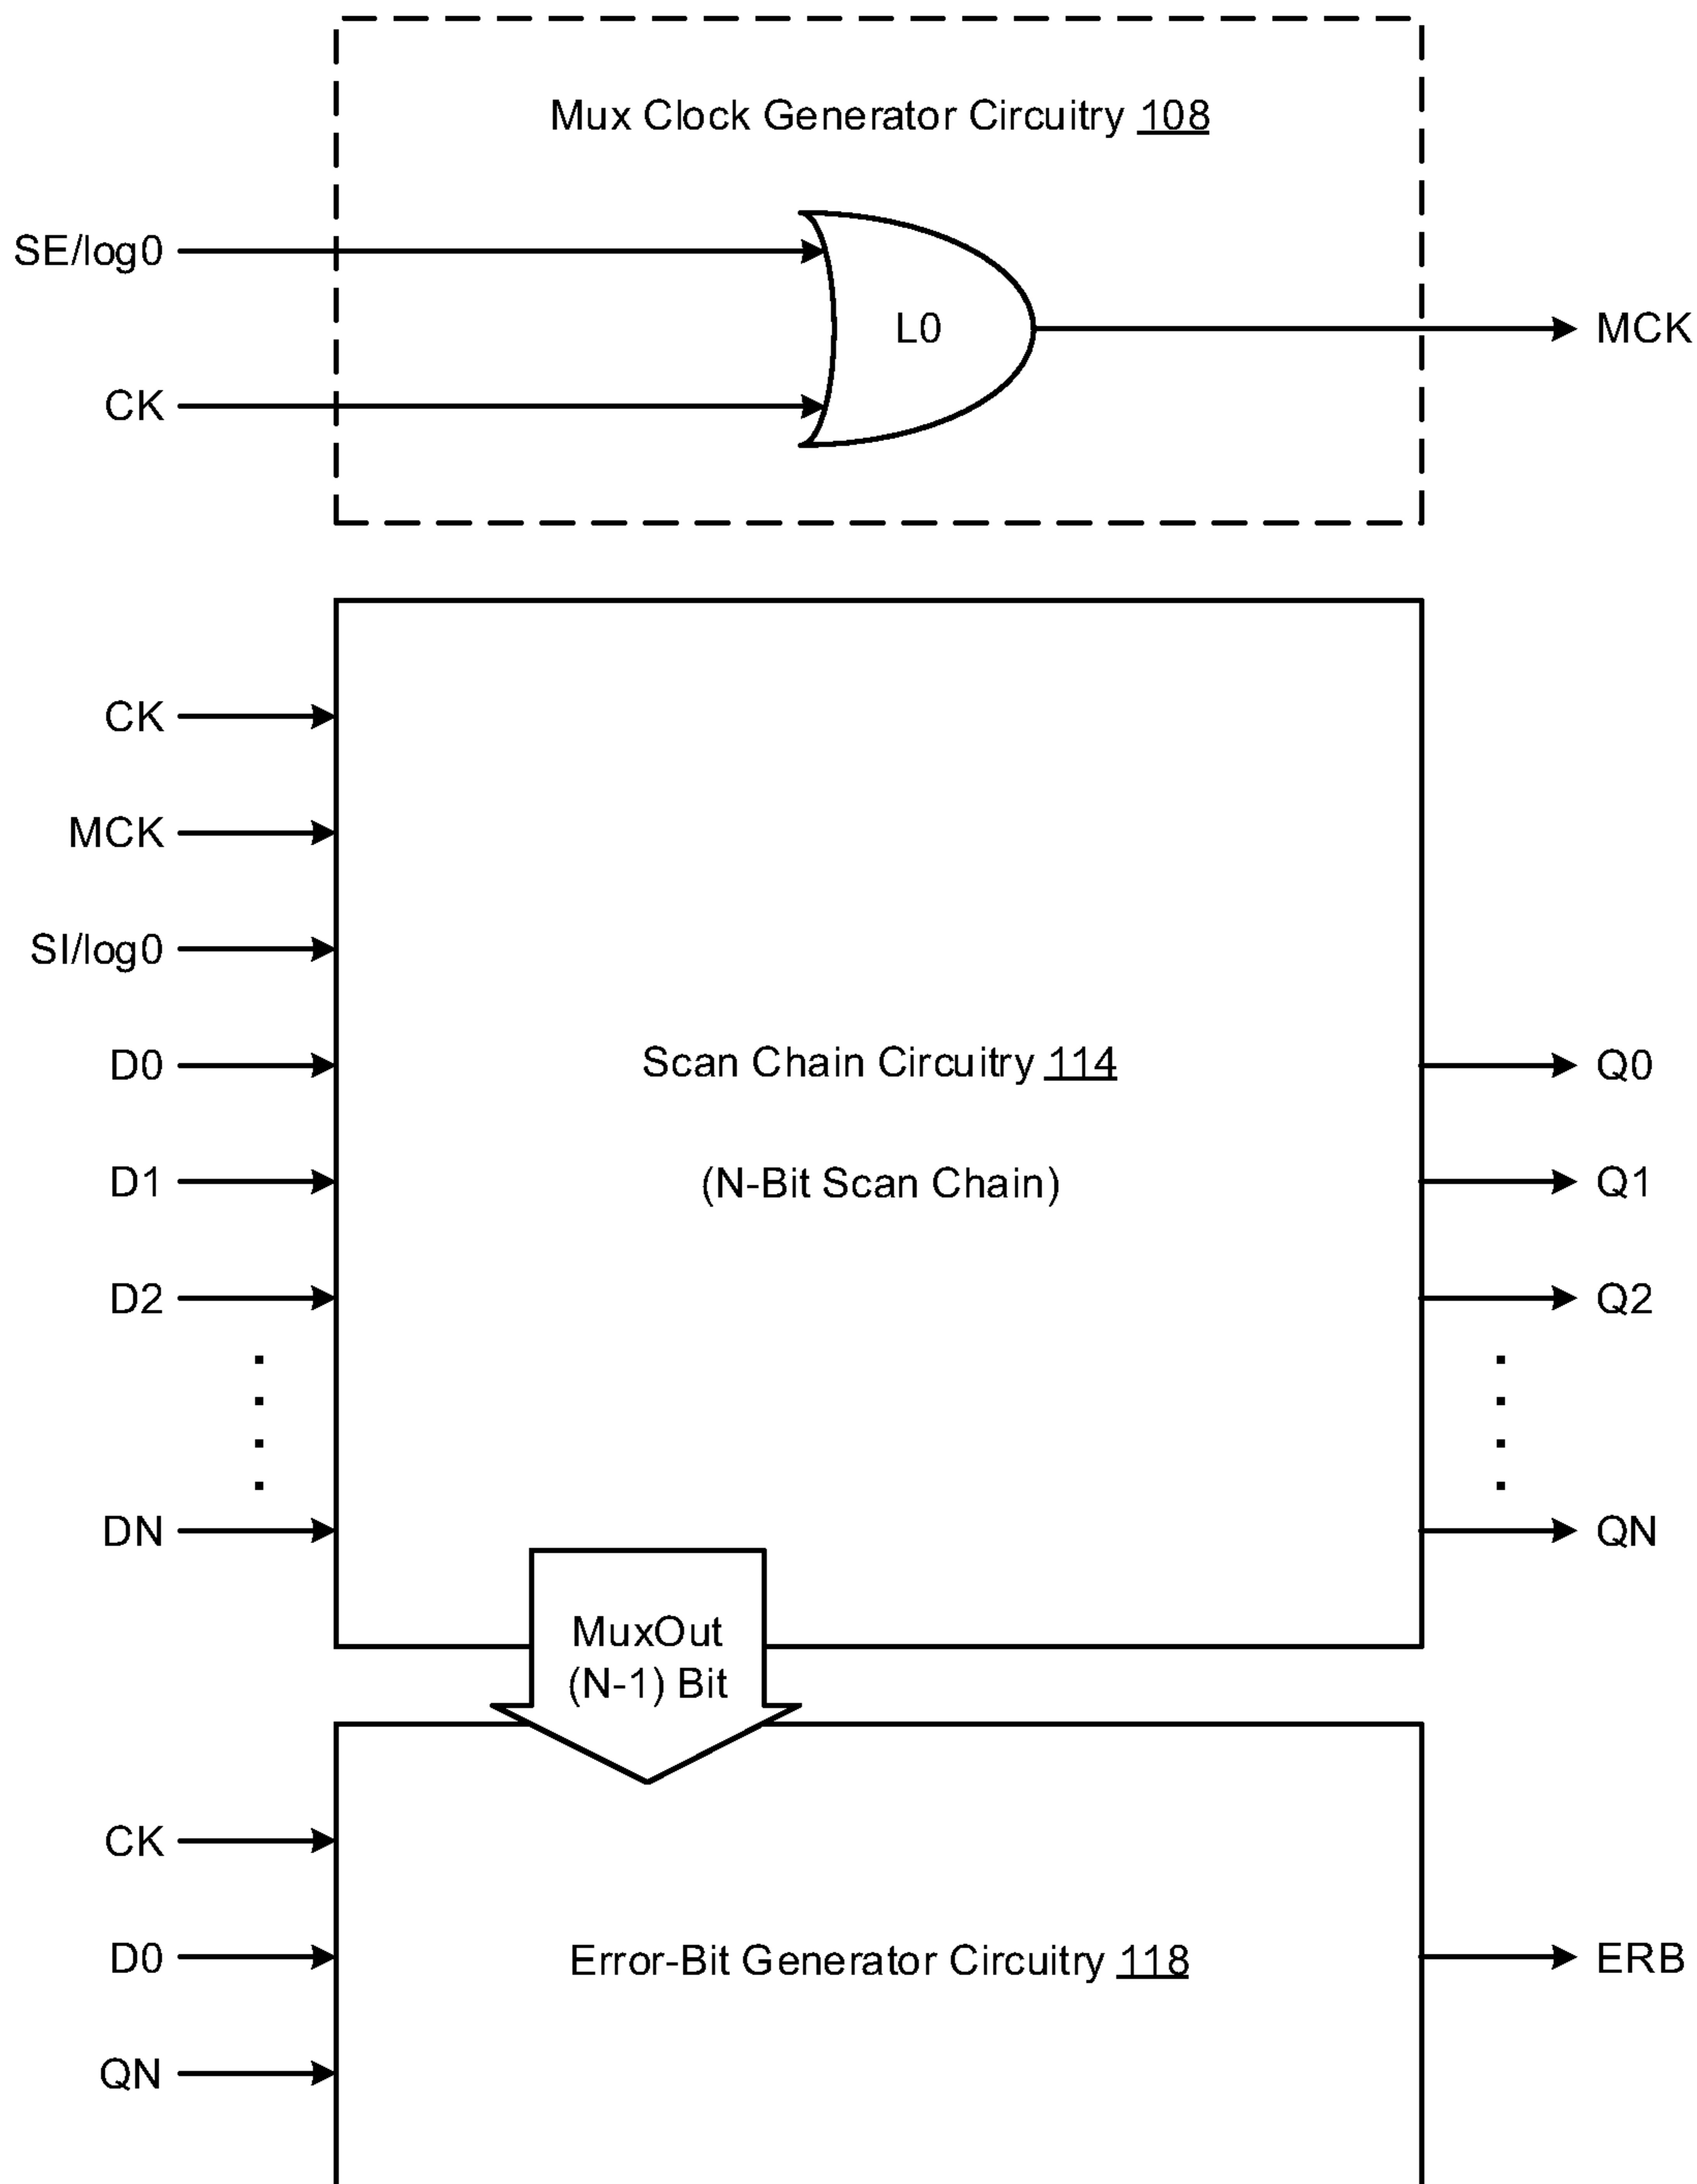 Mux Clock Generator Circuitry 108
SE/log0
L0
MCK
CK
CK
MCK
SI/log0
D0
Scan Chain Circuitry 114
Q0
D1
(N-Bit Scan Chain)
Q1
D2
Q2
DN
QN
MuxOut
(N-1) Bit
CK
D0
Error-Bit Generator Circuitry 118
ERB
QN